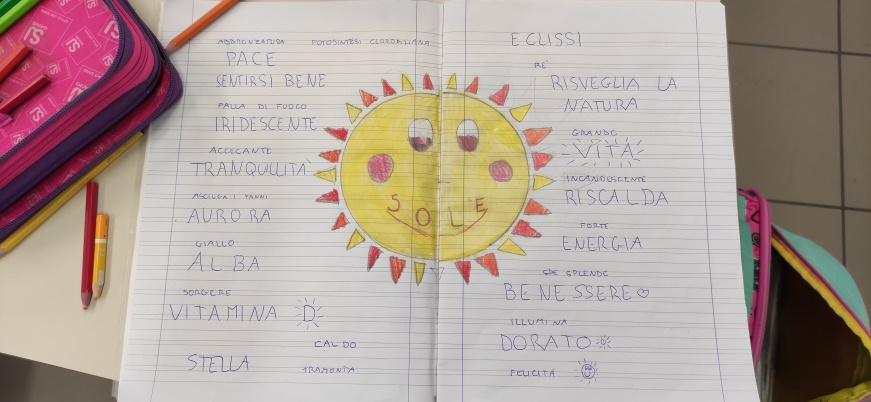 ABBRONZATURA FOTOSINTESI CLOROFILLIANA
PACE
SENTIRSI BENE
PALLA DI FUOCO
IRIDESCENTE
ACCECANTE
TRANQUILLITÀ
ASCIUGA I PANNI
AURORA
GIALLO
ALBA
SORGERE
VITAMINA D
CALDO
STELLA
TRAMONTA
SOLE
ECLISSI
RE'
RISVEGLIA LA
NATURA
GRANDE
VITA
INCANDESCENTE
RISCALDA
FORTE
ENERGIA
SPLENDE
BENESSERE
ILLUMINA
DORATO
FELICITÀ